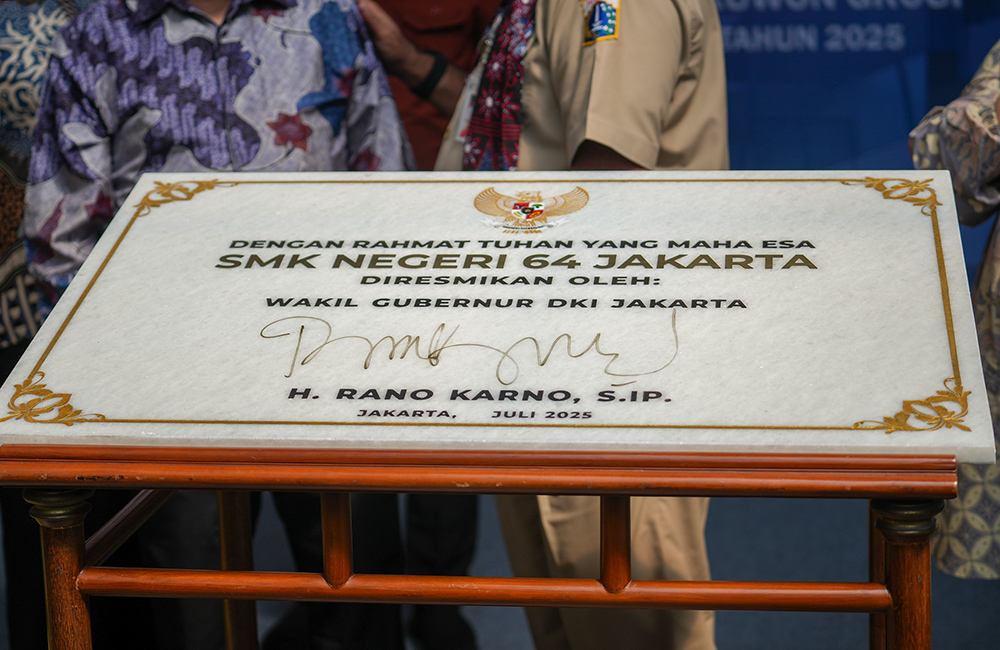 TAHUN 2025
DENGAN RAHMAT TUHAN YANG MAHA ESA
SMK NEGERI 64 JAKARTA
DIRESMIKAN OLEH:
WAKIL GUBERNUR DKI JAKARTA
H. RANO KARNO, S.IP.
JAKARTA, JULI 2025